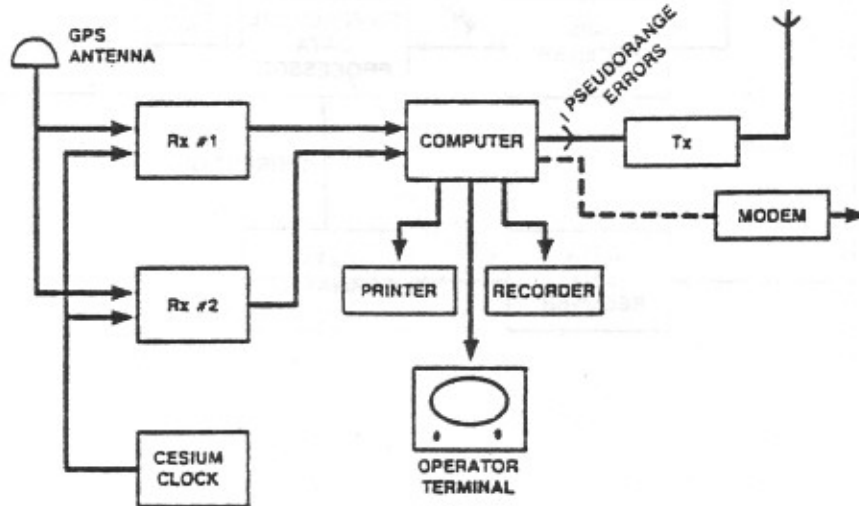 GPS
ANTENNA
Rx #1
COMPUTER
PSEUDORANGE
ERRORS
Tx
MODEM
Rx #2
PRINTER
RECORDER
CESIUM
CLOCK
OPERATOR
TERMINAL